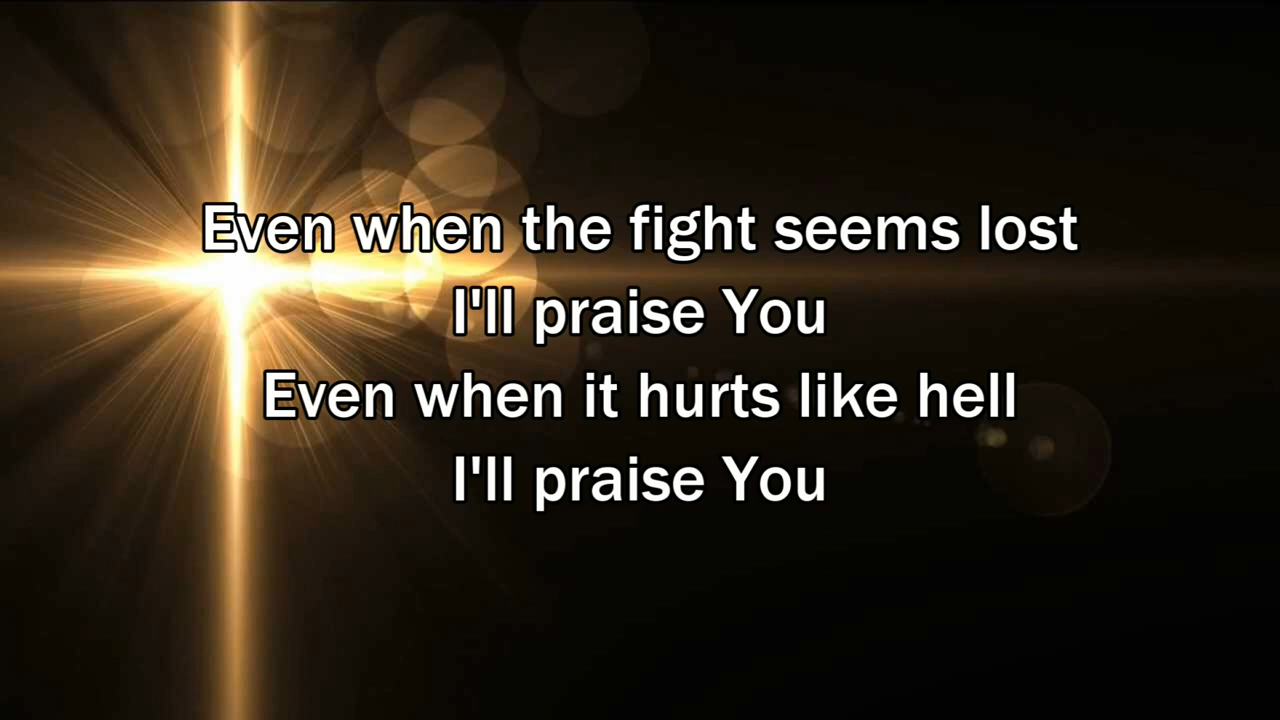 Even when the fight seems lost
I'll praise You
Even when it hurts like hell
I'll praise You